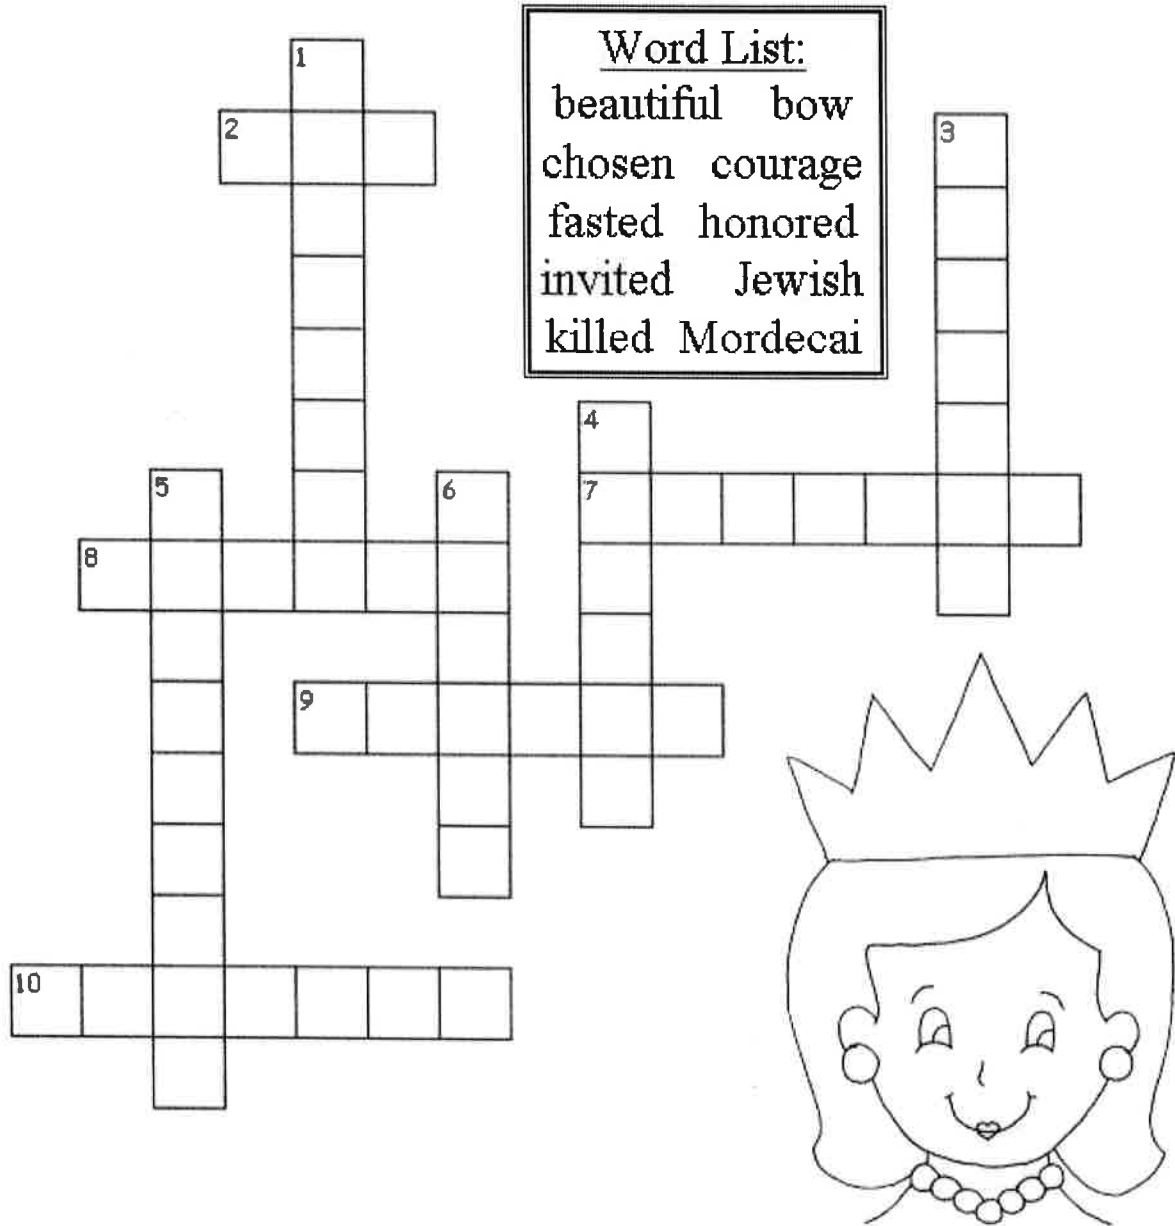 Word List:
beautiful bow
chosen courage
fasted honored
invited Jewish
killed Mordecai
1
2
3
4
5
6
7
8
9
10